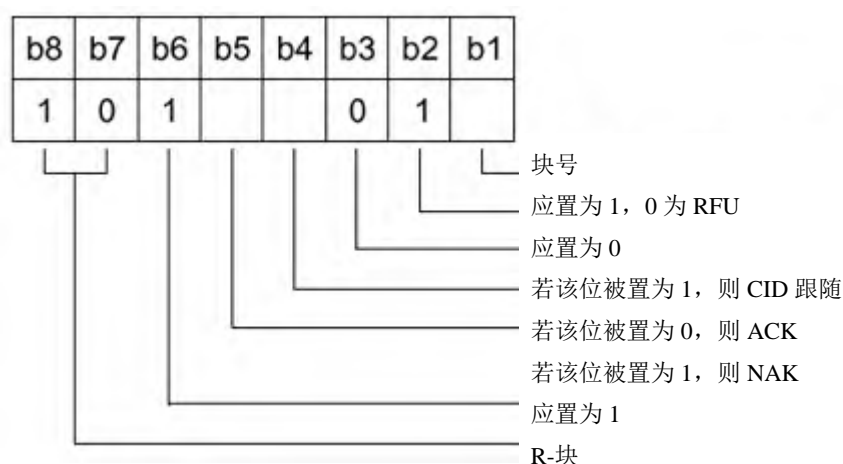 b8 b7 b6 b5 b4 b3 b2 b1
1 0 1 0 1
块号
应置为 1，0 为 RFU
应置为 0
若该位被置为 1，则 CID 跟随
若该位被置为 0，则 ACK
若该位被置为 1，则 NAK
应置为 1
R-块